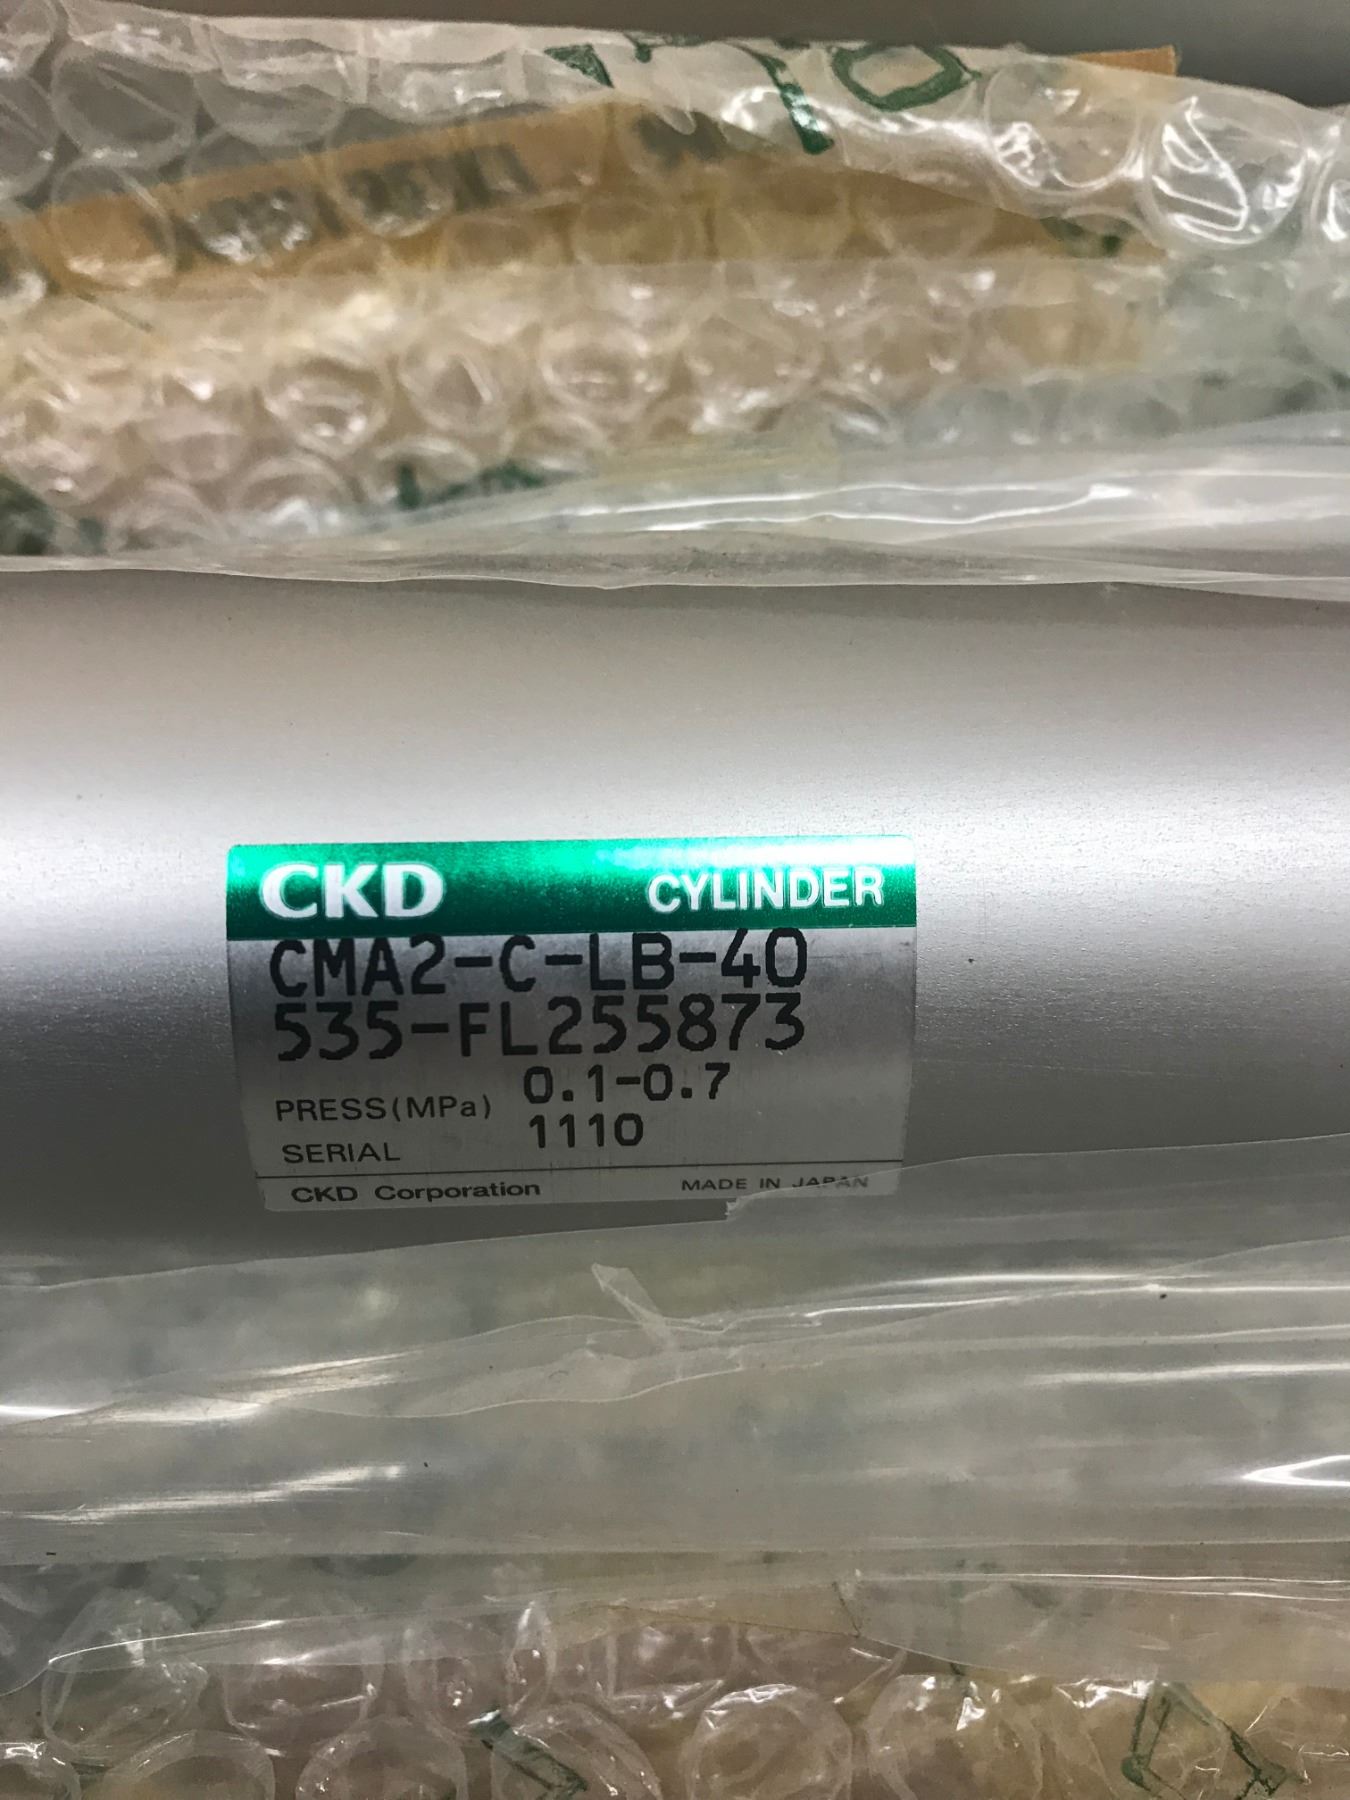 CKD CYLINDER
CMA2-C-LB-40
535-FL255873
PRESS(MPa) 0.1-0.7
SERIAL 1110
CKD Corporation MADE IN JAPAN